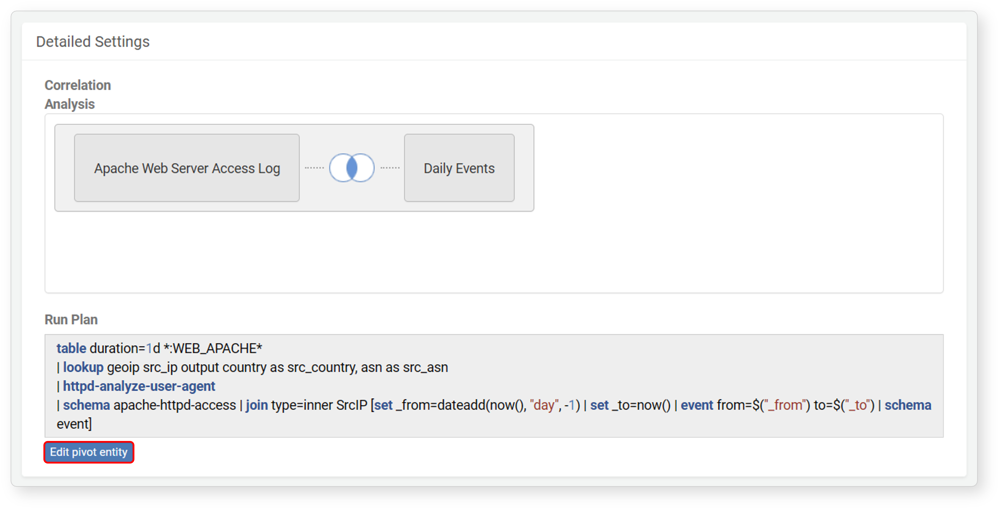 Detailed Settings
Correlation
Analysis
Apache Web Server Access Log
Daily Events
Run Plan
table duration=1d *:WEB_APACHE*
| lookup geoip src_ip output country as src_country, asn as src_asn
| httpd-analyze-user-agent
| schema apache-httpd-access | join type=inner SrcIP [set _from=dateadd(now(), "day", -1) | set _to=now() | event from=$("_from") to=$("_to") | schema
event]
Edit pivot entity